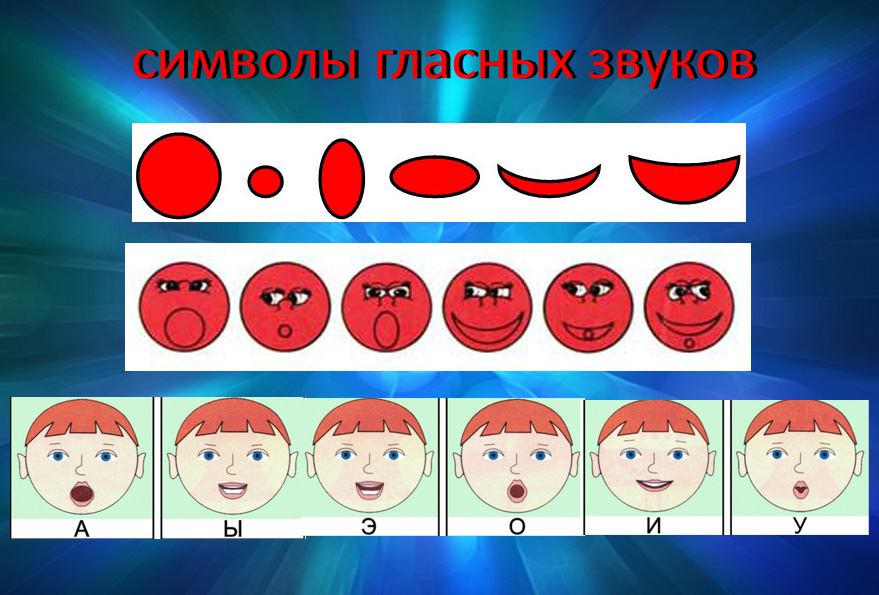 символы гласных звуков
А Ы Э О И У